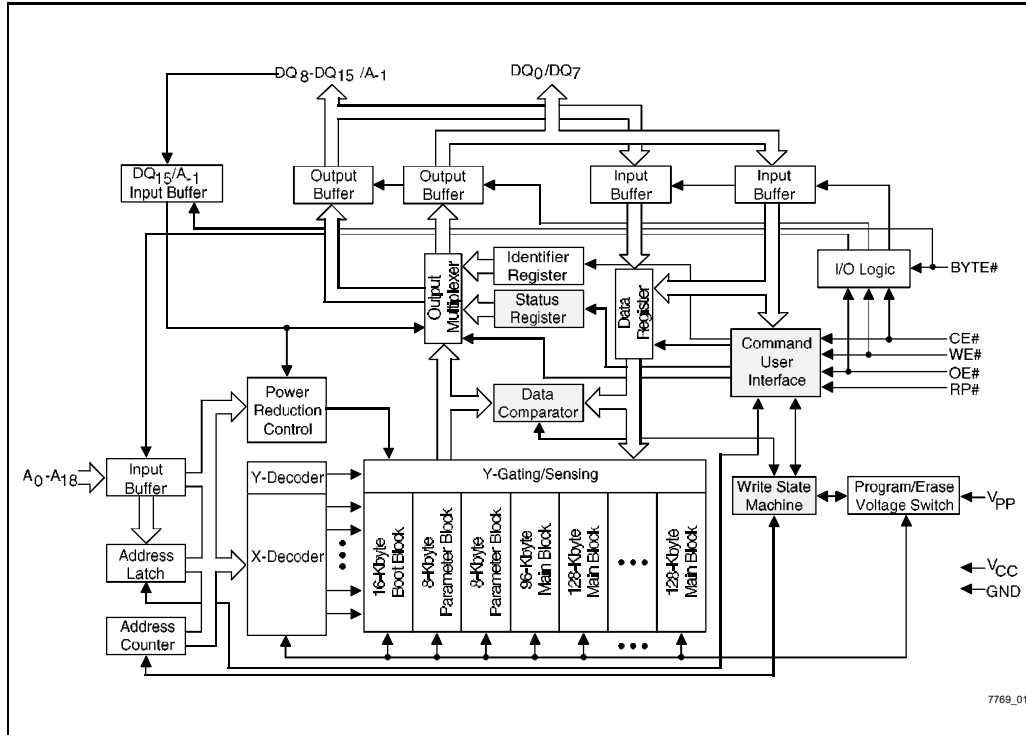 DQ8-DQ15 /A-1
DQ0/DQ7
DQ15/A-1
Input Buffer
Output
Buffer
Output
Buffer
Input
Buffer
Input
Buffer
I/O Logic
BYTE#
Output
Multiplexer
Identifier
Register
Status
Register
Data
Register
Command
User
Interface
CE#
WE#
OE#
RP#
Power
Reduction
Control
Data
Comparator
A0-A18
Input
Buffer
Y-Decoder
X-Decoder
Y-Gating/Sensing
16-Kbyte
Boot Block
8-Kbyte
Parameter Block
8-Kbyte
Parameter Block
96-Kbyte
Main Block
128-Kbyte
Main Block
128-Kbyte
Main Block
Write State
Machine
Program/Erase
Voltage Switch
VPP
Address
Latch
VCC
GND
Address
Counter
7769_01